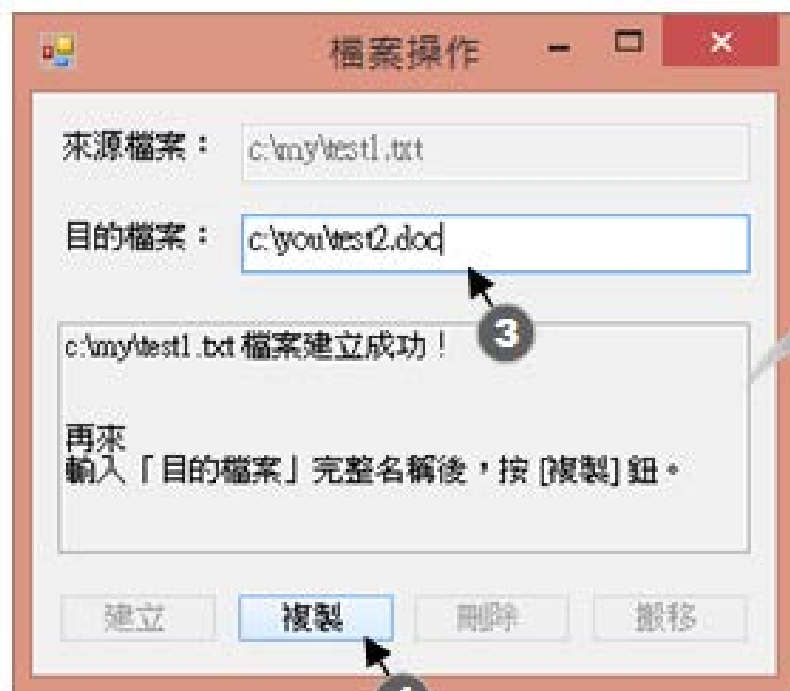 檔案操作
來源檔案：
c:\my\test1.txt
目的檔案：
c:\you\test2.doc
3
c:\my\test1.txt 檔案建立成功！
再來
輸入「目的檔案」完整名稱後，按 [複製] 鈕。
建立
複製
刪除
搬移